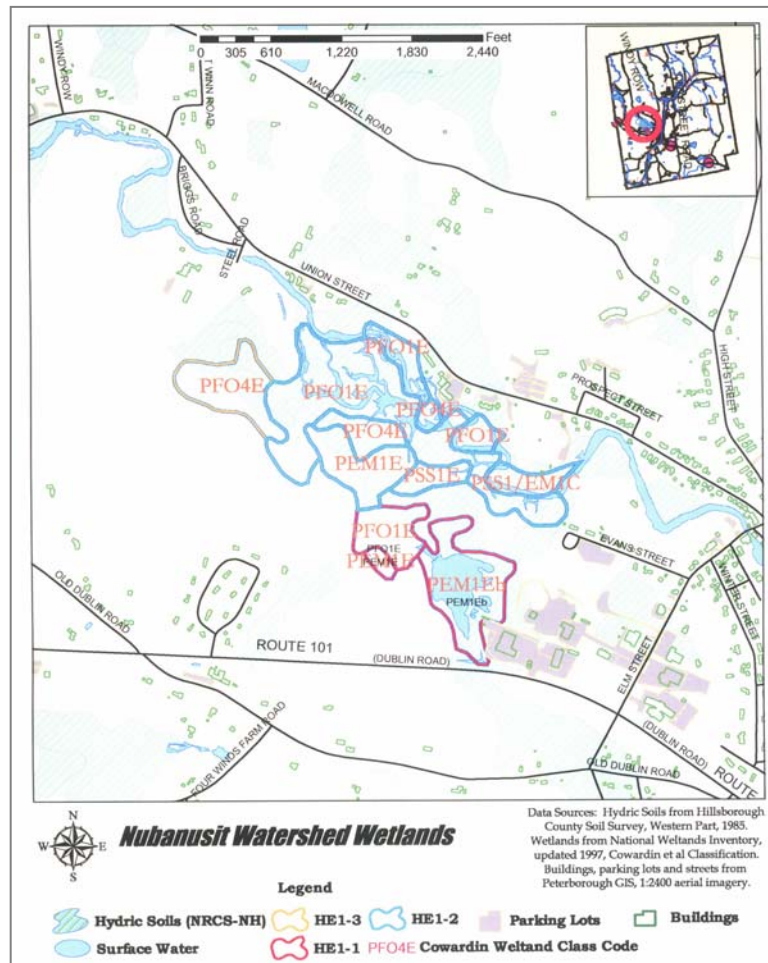 Feet
0 305 610 1,220 1,830 2,440
WINDY ROW
T WINN ROAD
MACDOWELL ROAD
WINDY ROW
STREET ROAD
BRIGGS ROAD
STEEL ROAD
UNION STREET
HIGH STREET
PROSPECT STREET
PFO1E
PFO4E
PFO1E
PFO4E
PFO4E
PFO1E
PEM1E
PSS1E
PSS1/EM1C
PFO1E
PFO1E
PEM1E
PEM1Eb
PEM1Eb
EVANS STREET
WINTER STREET
OLD DUBLIN ROAD
ROUTE 101
(DUBLIN ROAD)
ELM STREET
FOUR WINDS FARM ROAD
(DUBLIN ROAD)
OLD DUBLIN ROAD
ROUTE
N
W E
S
Nubanusit Watershed Wetlands
Data Sources: Hydric Soils from Hillsborough
County Soil Survey, Western Part, 1985.
Wetlands from National Weltands Inventory,
updated 1997, Cowardin et al Classification.
Buildings, parking lots and streets from
Peterborough GIS, 1:2400 aerial imagery.
Legend
Hydric Soils (NRCS-NH) HE1-3 HE1-2 Parking Lots Buildings
Surface Water HE1-1 PFO4E Cowardin Weltand Class Code